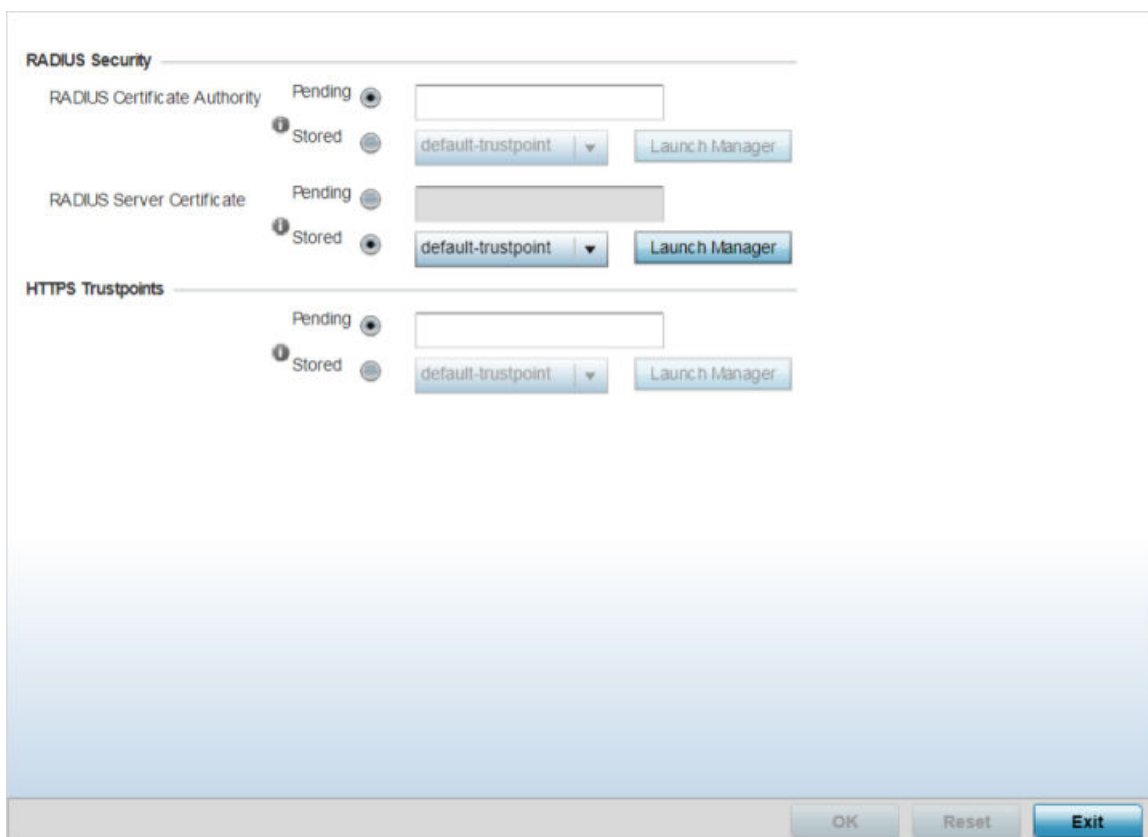 RADIUS Security
RADIUS Certificate Authority
Pending
Stored
default-trustpoint
Launch Manager
RADIUS Server Certificate
Pending
Stored
default-trustpoint
Launch Manager
HTTPS Trustpoints
Pending
Stored
default-trustpoint
Launch Manager
OK
Reset
Exit